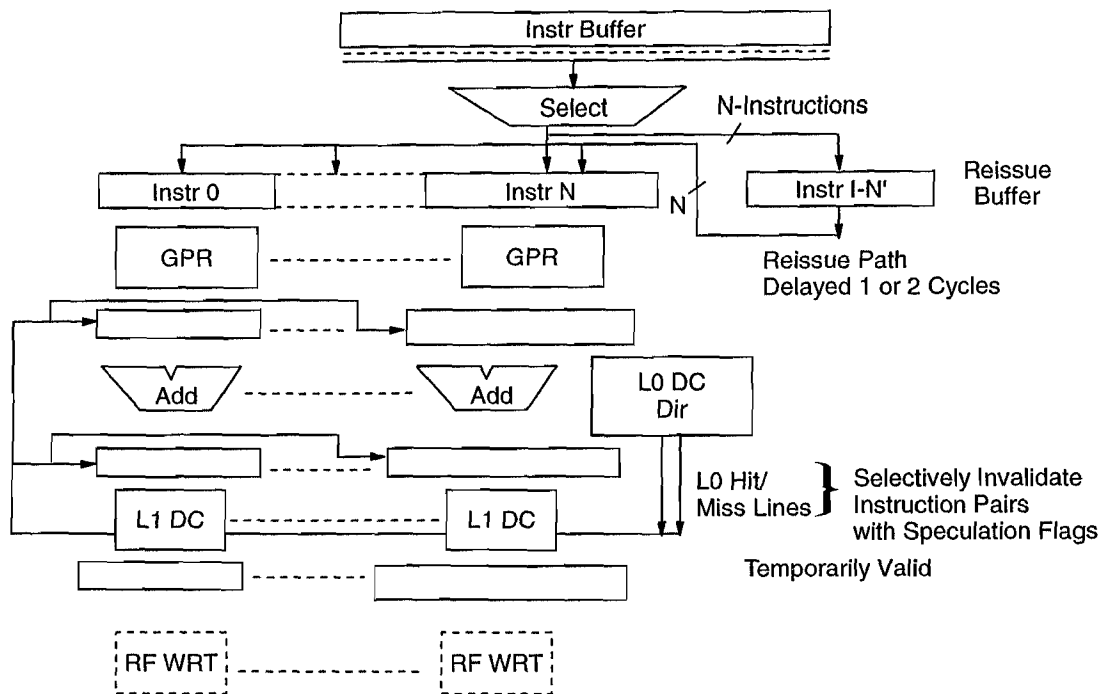 Instr Buffer
Select
N-Instructions
Instr 0
Instr N
N
Instr I-N'
Reissue
Buffer
GPR
GPR
Reissue Path
Delayed 1 or 2 Cycles
Add
Add
L0 DC
Dir
L1 DC
L1 DC
L0 Hit/
Miss Lines
Selectively Invalidate
Instruction Pairs
with Speculation Flags
Temporarily Valid
RF WRT
RF WRT